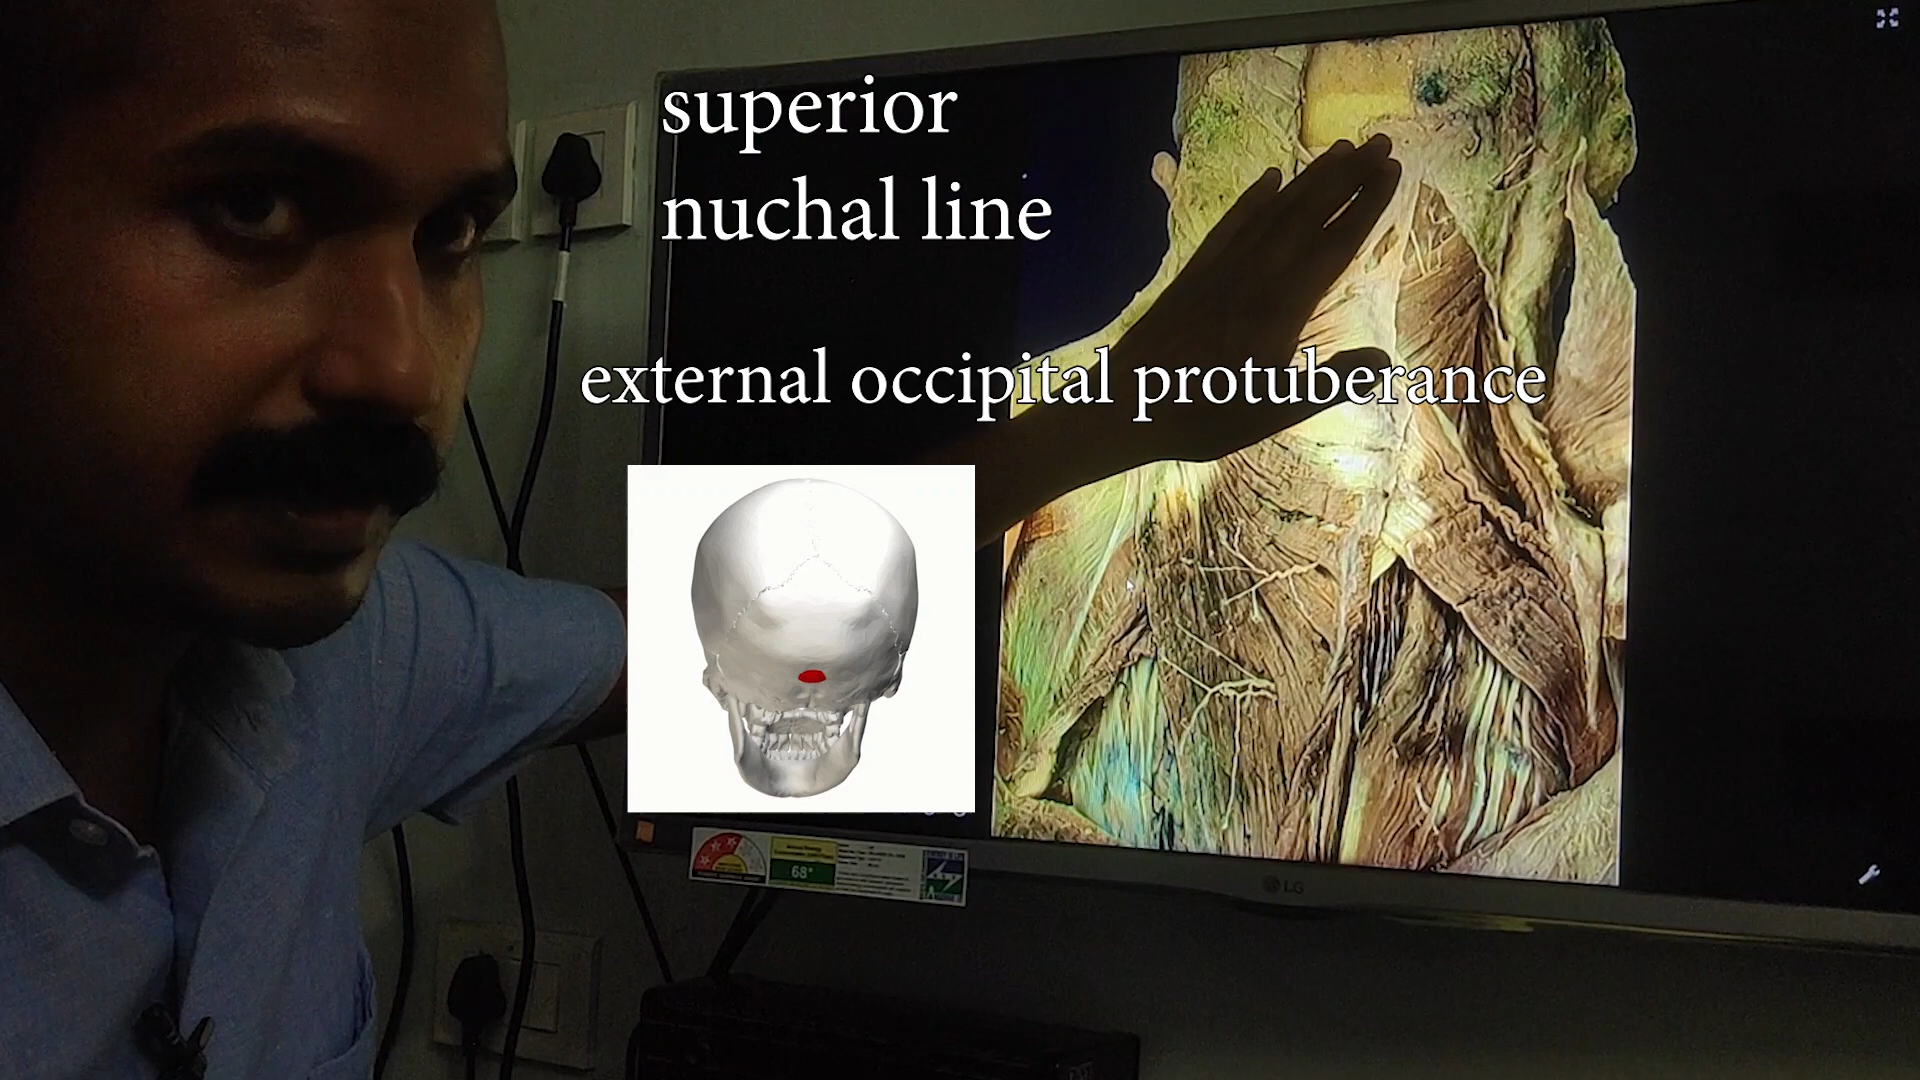 superior
nuchal line
external occipital protuberance
68*
LG